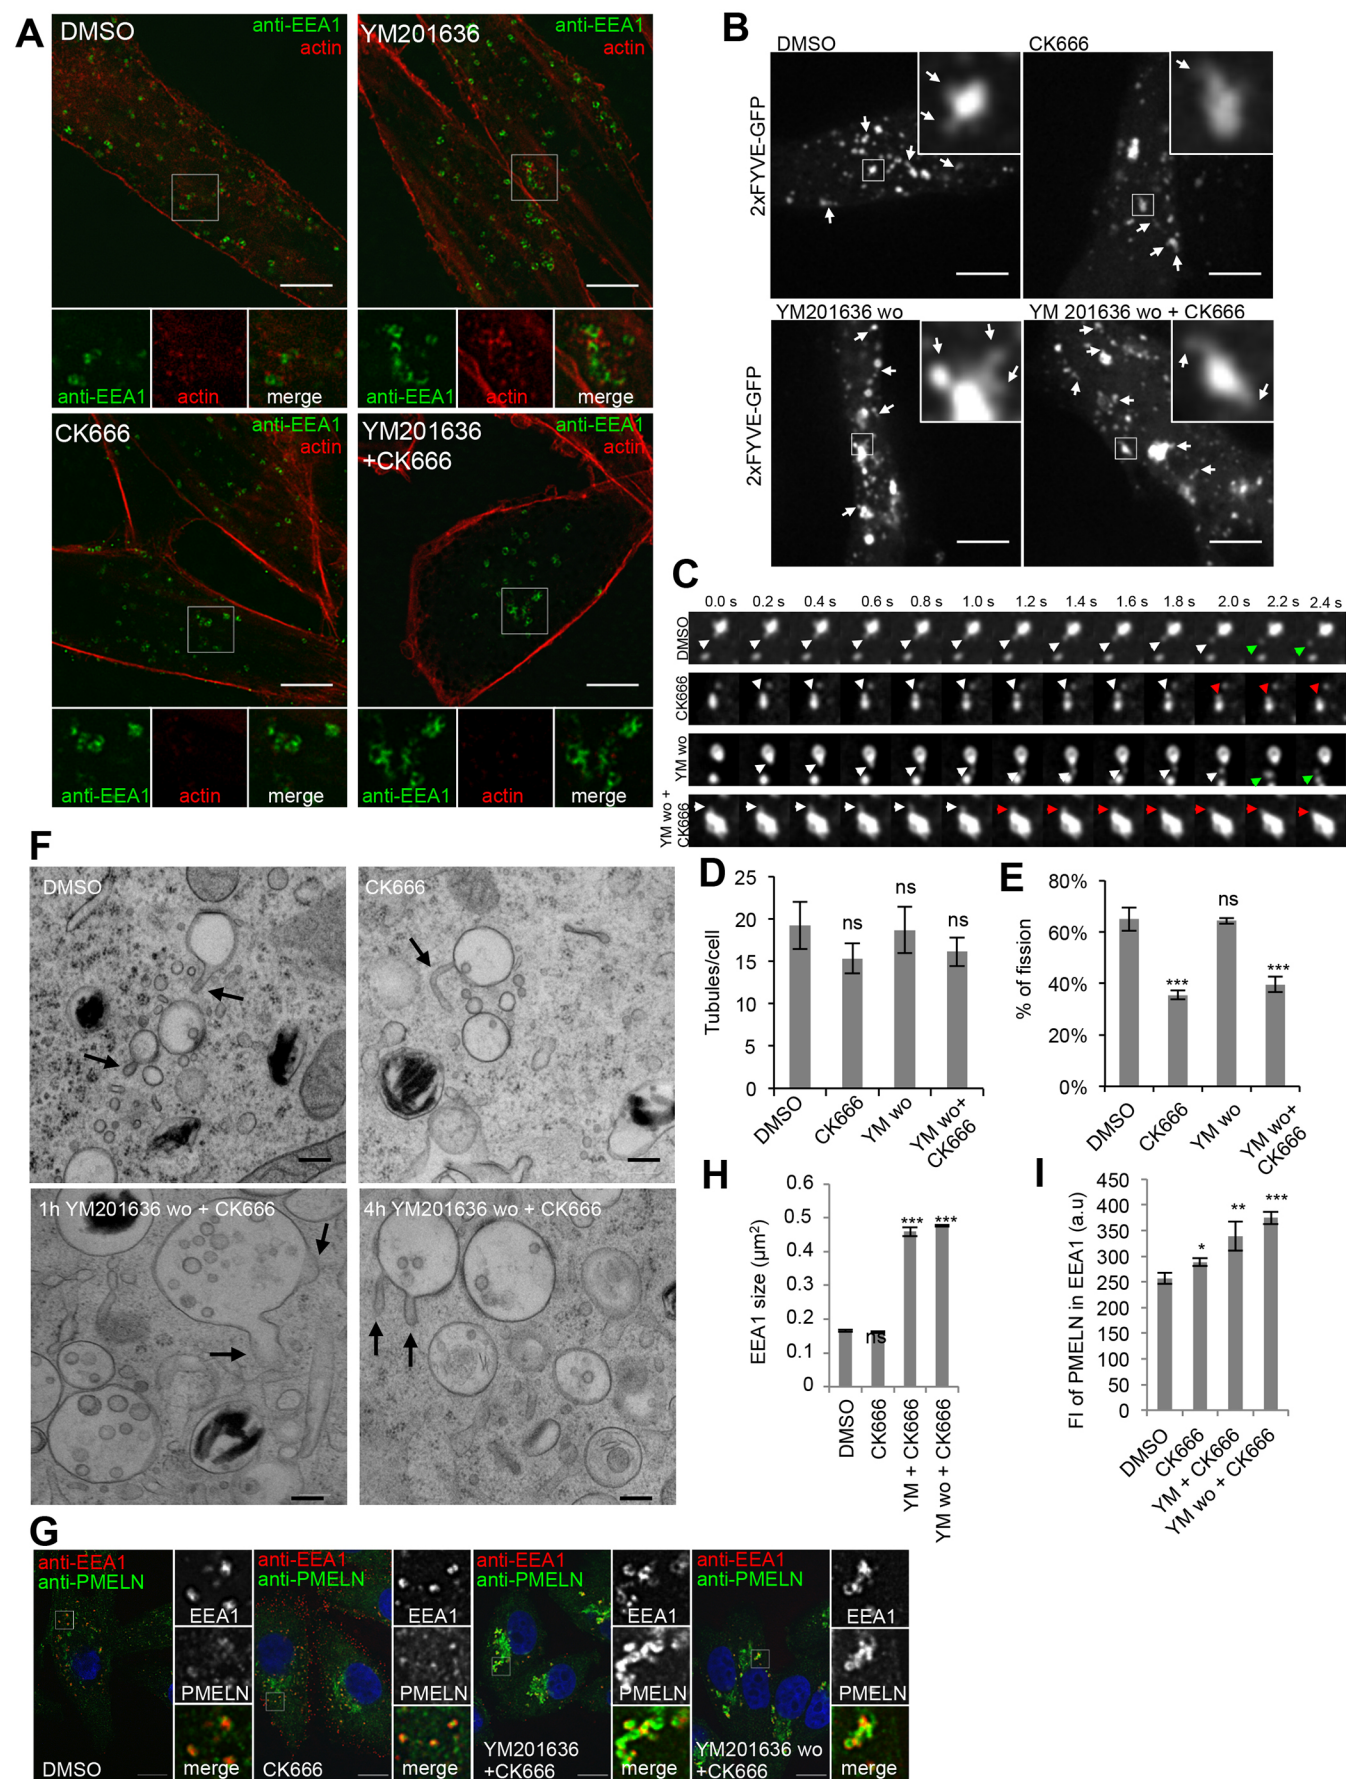 A
DMSO
anti-EEA1
actin
YM201636
anti-EEA1
actin
anti-EEA1
actin
merge
anti-EEA1
actin
merge
CK666
anti-EEA1
actin
YM201636
+CK666
anti-EEA1
actin
anti-EEA1
actin
merge
anti-EEA1
actin
merge
B
DMSO
CK666
2xFYVE-GFP
YM201636 wo
YM 201636 wo + CK666
2xFYVE-GFP
C
0.0 s 0.2 s 0.4 s 0.6 s 0.8 s 1.0 s 1.2 s 1.4 s 1.6 s 1.8 s 2.0 s 2.2 s 2.4 s
DMSO
CK666
YM wo
YM wo +
CK666
D
Tubules/cell
25
20
15
10
5
0
ns
ns
ns
DMSO
CK666
YM wo
YM wo+
CK666
E
% of fission
80%
60%
40%
20%
0%
***
ns
***
DMSO
CK666
YM wo
YM wo+
CK666
F
DMSO
CK666
1h YM201636 wo + CK666
4h YM201636 wo + CK666
H
EEA1 size (µm²)
0.6
0.5
0.4
0.3
0.2
0.1
0
ns
***
***
DMSO
CK666
YM + CK666
YM wo + CK666
I
FI of PMELN in EEA1 (a.u)
450
400
350
300
250
200
150
100
50
0
*
**
***
DMSO
CK666
YM + CK666
YM wo + CK666
G
anti-EEA1
anti-PMELN
DMSO
EEA1
PMELN
merge
anti-EEA1
anti-PMELN
CK666
EEA1
PMELN
merge
anti-EEA1
anti-PMELN
YM201636
+CK666
EEA1
PMELN
merge
anti-EEA1
anti-PMELN
YM201636 wo
+CK666
EEA1
PMELN
merge